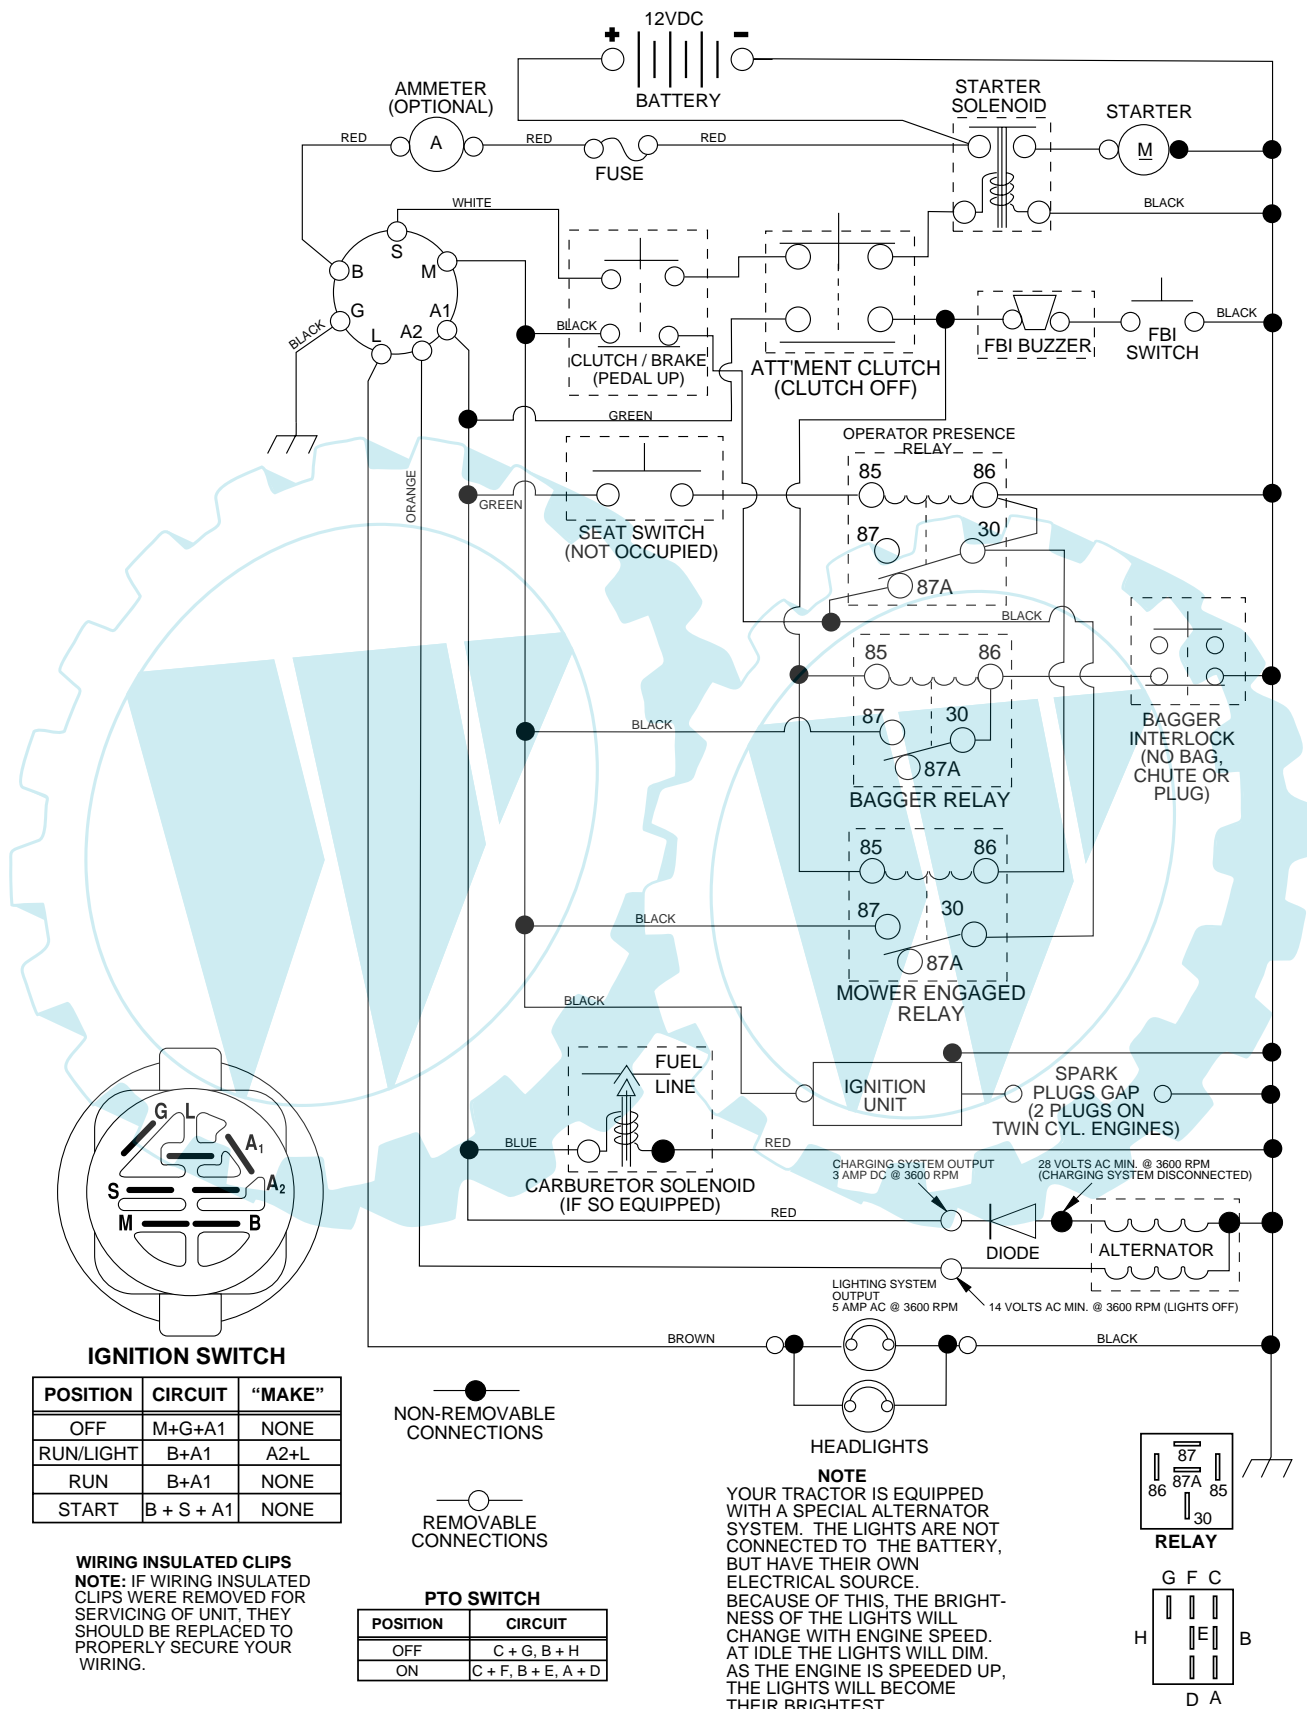 12VDC
+
–
BATTERY
AMMETER
(OPTIONAL)
STARTER
SOLENOID
STARTER
RED
A
RED
RED
M
FUSE
WHITE
BLACK
S
B
M
G
A1
L
A2
BLACK
BLACK
CLUTCH / BRAKE
(PEDAL UP)
ATT'MENT CLUTCH
(CLUTCH OFF)
FBI BUZZER
FBI
SWITCH
BLACK
GREEN
OPERATOR PRESENCE
RELAY
ORANGE
GREEN
85
86
SEAT SWITCH
(NOT OCCUPIED)
87
30
87A
BLACK
85
86
BLACK
87
30
87A
BAGGER RELAY
BAGGER
INTERLOCK
(NO BAG,
CHUTE OR
PLUG)
85
86
BLACK
87
30
87A
MOWER ENGAGED
RELAY
BLACK
FUEL
LINE
IGNITION
UNIT
SPARK
PLUGS GAP
(2 PLUGS ON
TWIN CYL. ENGINES)
BLUE
RED
CARBURETOR SOLENOID
(IF SO EQUIPPED)
CHARGING SYSTEM OUTPUT
3 AMP DC @ 3600 RPM
28 VOLTS AC MIN. @ 3600 RPM
(CHARGING SYSTEM DISCONNECTED)
RED
DIODE
ALTERNATOR
LIGHTING SYSTEM
OUTPUT
5 AMP AC @ 3600 RPM
14 VOLTS AC MIN. @ 3600 RPM (LIGHTS OFF)
BROWN
BLACK
HEADLIGHTS
G
L
A1
A2
S
M
B
IGNITION SWITCH
POSITION CIRCUIT “MAKE”
OFF M+G+A1 NONE
RUN/LIGHT B+A1 A2+L
RUN B+A1 NONE
START B + S + A1 NONE
NON-REMOVABLE
CONNECTIONS
REMOVABLE
CONNECTIONS
WIRING INSULATED CLIPS
NOTE: IF WIRING INSULATED
CLIPS WERE REMOVED FOR
SERVICING OF UNIT, THEY
SHOULD BE REPLACED TO
PROPERLY SECURE YOUR
WIRING.
PTO SWITCH
POSITION CIRCUIT
OFF C + G, B + H
ON C + F, B + E, A + D
NOTE
YOUR TRACTOR IS EQUIPPED
WITH A SPECIAL ALTERNATOR
SYSTEM. THE LIGHTS ARE NOT
CONNECTED TO THE BATTERY,
BUT HAVE THEIR OWN
ELECTRICAL SOURCE.
BECAUSE OF THIS, THE BRIGHT-
NESS OF THE LIGHTS WILL
CHANGE WITH ENGINE SPEED.
AT IDLE THE LIGHTS WILL DIM.
AS THE ENGINE IS SPEEDED UP,
THE LIGHTS WILL BECOME
THEIR BRIGHTEST
87
87A
86
85
30
RELAY
G F C
H
E
B
D A